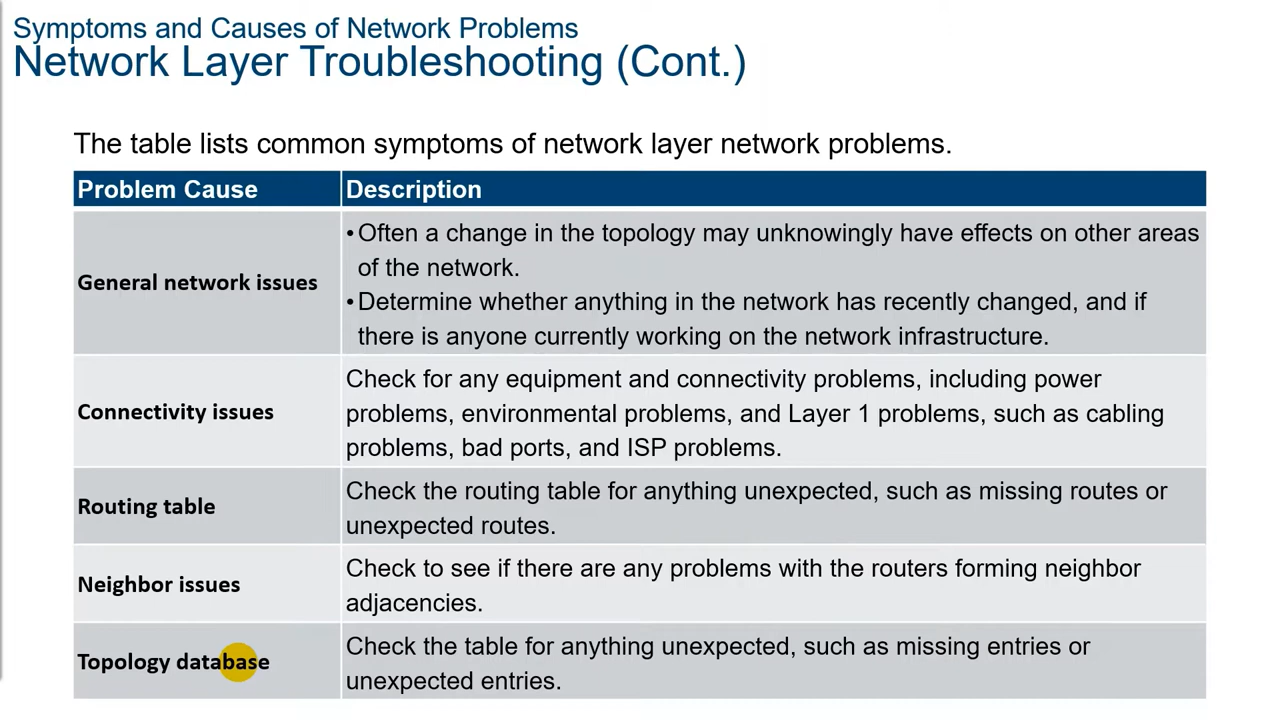 Symptoms and Causes of Network Problems
Network Layer Troubleshooting (Cont.)
The table lists common symptoms of network layer network problems.
Problem Cause
Description
General network issues
•Often a change in the topology may unknowingly have effects on other areas
of the network.
•Determine whether anything in the network has recently changed, and if
there is anyone currently working on the network infrastructure.
Connectivity issues
Check for any equipment and connectivity problems, including power
problems, environmental problems, and Layer 1 problems, such as cabling
problems, bad ports, and ISP problems.
Routing table
Check the routing table for anything unexpected, such as missing routes or
unexpected routes.
Neighbor issues
Check to see if there are any problems with the routers forming neighbor
adjacencies.
Topology database
Check the table for anything unexpected, such as missing entries or
unexpected entries.